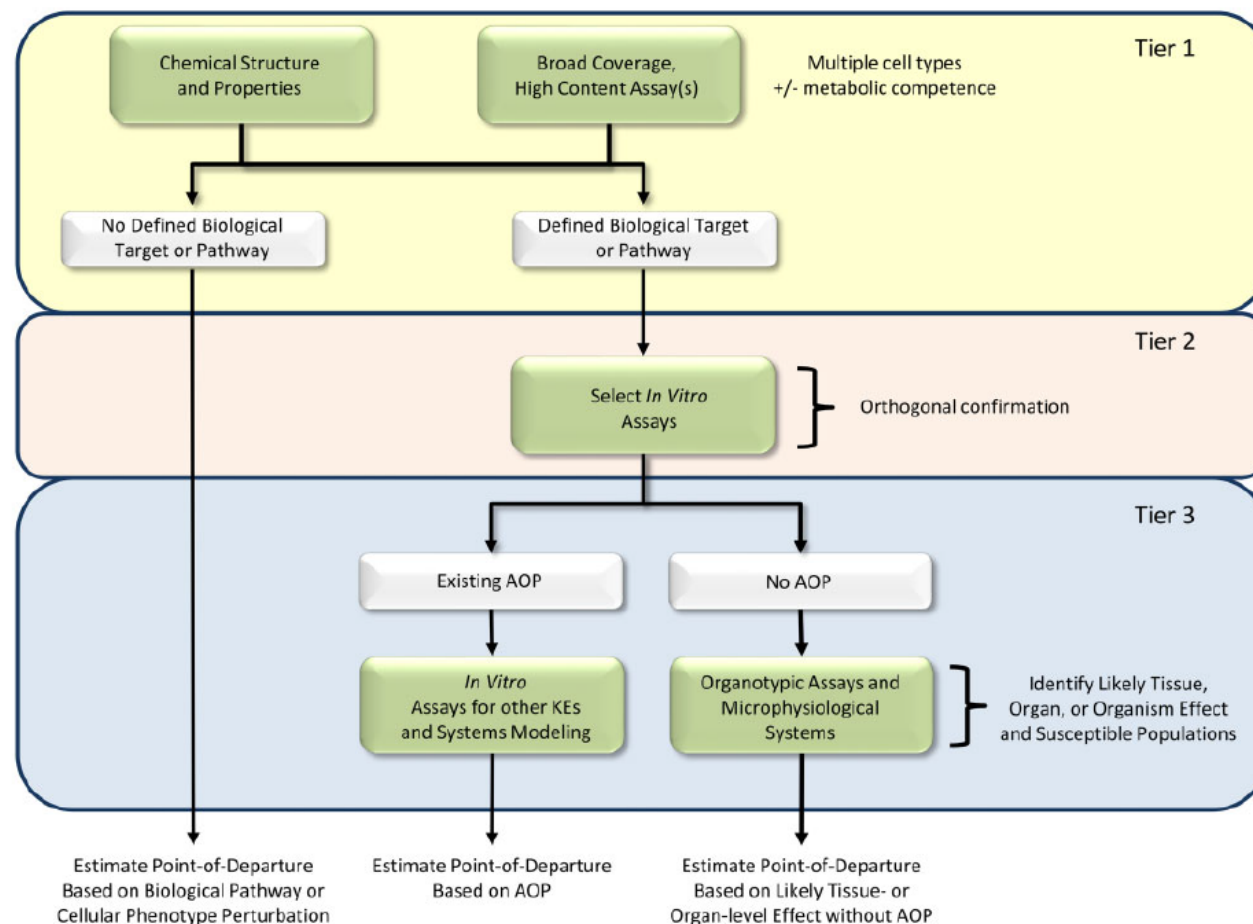 Tier 1
Chemical Structure
and Properties
Broad Coverage,
High Content Assay(s)
Multiple cell types
+/- metabolic competence
No Defined Biological
Target or Pathway
Defined Biological Target
or Pathway
Tier 2
Select In Vitro
Assays
Orthogonal confirmation
Tier 3
Existing AOP
No AOP
In Vitro
Assays for other KEs
and Systems Modeling
Organotypic Assays and
Microphysiological
Systems
Identify Likely Tissue,
Organ, or Organism Effect
and Susceptible Populations
Estimate Point-of-Departure
Based on Biological Pathway or
Cellular Phenotype Perturbation
Estimate Point-of-Departure
Based on AOP
Estimate Point-of-Departure
Based on Likely Tissue- or
Organ-level Effect without AOP